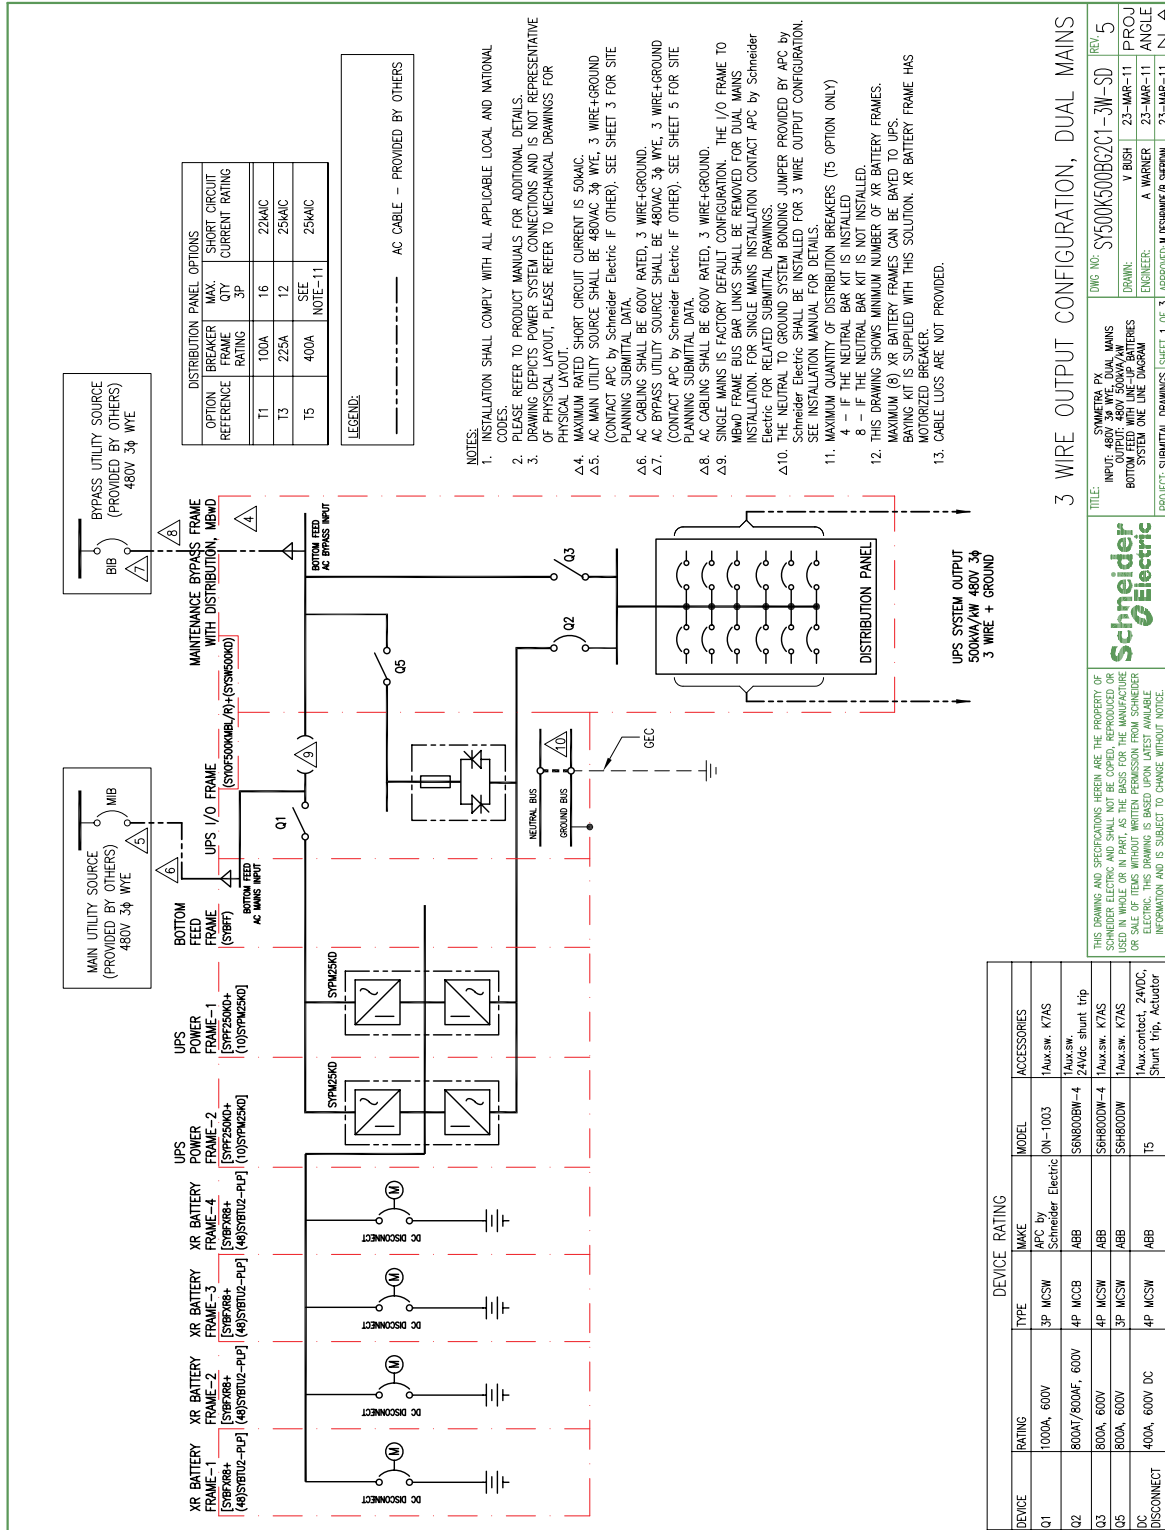 MAIN UTILITY SOURCE
(PROVIDED BY OTHERS)
480V 3ϕ WYE
MIB
5
6
BYPASS UTILITY SOURCE
(PROVIDED BY OTHERS)
480V 3ϕ WYE
BIB
7
8
4
XR BATTERY
FRAME-1
[SYBFXR8+
(48)SYBTU2-PLP]
XR BATTERY
FRAME-2
[SYBFXR8+
(48)SYBTU2-PLP]
XR BATTERY
FRAME-3
[SYBFXR8+
(48)SYBTU2-PLP]
XR BATTERY
FRAME-4
[SYBFXR8+
(48)SYBTU2-PLP]
UPS
POWER
FRAME-2
[SYPF250KD+
(10)SYPM25KD]
UPS
POWER
FRAME-1
[SYPF250KD+
(10)SYPM25KD]
BOTTOM
FEED
FRAME
(SYBFF)
UPS I/O FRAME
(SYIOF500KMBL/R)+(SYSW500KD)
MAINTENANCE BYPASS FRAME
WITH DISTRIBUTION, MBwD
BOTTOM FEED
AC MAINS INPUT
BOTTOM FEED
AC BYPASS INPUT
Q1
9
Q5
Q3
Q2
SYPM25KD
SYPM25KD
M
M
M
M
DC DISCONNECT
DC DISCONNECT
DC DISCONNECT
DC DISCONNECT
NEUTRAL BUS
GROUND BUS
10
GEC
DISTRIBUTION PANEL
UPS SYSTEM OUTPUT
500kVA/kW 480V 3ϕ
3 WIRE + GROUND
DISTRIBUTION PANEL OPTIONS
OPTION REFERENCE BREAKER FRAME RATING MAX. QTY 3P SHORT CIRCUIT CURRENT RATING
T1 100A 16 22kAIC
T3 225A 12 25kAIC
T5 400A SEE NOTE-11 25kAIC
LEGEND:
AC CABLE - PROVIDED BY OTHERS
NOTES:
1. INSTALLATION SHALL COMPLY WITH ALL APPLICABLE LOCAL AND NATIONAL
CODES.
2. PLEASE REFER TO PRODUCT MANUALS FOR ADDITIONAL DETAILS.
3. DRAWING DEPICTS POWER SYSTEM CONNECTIONS AND IS NOT REPRESENTATIVE
OF PHYSICAL LAYOUT, PLEASE REFER TO MECHANICAL DRAWINGS FOR
PHYSICAL LAYOUT.
△4. MAXIMUM RATED SHORT CIRCUIT CURRENT IS 50kAIC.
△5. AC MAIN UTILITY SOURCE SHALL BE 480VAC 3ϕ WYE, 3 WIRE+GROUND
(CONTACT APC by Schneider Electric IF OTHER). SEE SHEET 3 FOR SITE
PLANNING SUBMITTAL DATA.
△6. AC CABLING SHALL BE 600V RATED, 3 WIRE+GROUND.
△7. AC BYPASS UTILITY SOURCE SHALL BE 480VAC 3ϕ WYE, 3 WIRE+GROUND
(CONTACT APC by Schneider Electric IF OTHER). SEE SHEET 5 FOR SITE
PLANNING SUBMITTAL DATA.
△8. AC CABLING SHALL BE 600V RATED, 3 WIRE+GROUND.
△9. SINGLE MAINS IS FACTORY DEFAULT CONFIGURATION. THE I/O FRAME TO
MBwD FRAME BUS BAR LINKS SHALL BE REMOVED FOR DUAL MAINS
INSTALLATION. FOR SINGLE MAINS INSTALLATION CONTACT APC by Schneider
Electric FOR RELATED SUBMITTAL DRAWINGS.
△10. THE NEUTRAL TO GROUND SYSTEM BONDING JUMPER PROVIDED BY APC by
Schneider Electric SHALL BE INSTALLED FOR 3 WIRE OUTPUT CONFIGURATION.
SEE INSTALLATION MANUAL FOR DETAILS.
11. MAXIMUM QUANTITY OF DISTRIBUTION BREAKERS (T5 OPTION ONLY)
4 - IF THE NEUTRAL BAR KIT IS INSTALLED
8 - IF THE NEUTRAL BAR KIT IS NOT INSTALLED.
12. THIS DRAWING SHOWS MINIMUM NUMBER OF XR BATTERY FRAMES.
MAXIMUM (8) XR BATTERY FRAMES CAN BE BAYED TO UPS.
BAYING KIT IS SUPPLIED WITH THIS SOLUTION. XR BATTERY FRAME HAS
MOTORIZED BREAKER.
13. CABLE LUGS ARE NOT PROVIDED.
3 WIRE OUTPUT CONFIGURATION, DUAL MAINS
DEVICE RATING
DEVICE RATING TYPE MAKE MODEL ACCESSORIES
Q1 1000A, 600V 3P MCSW APC by Schneider Electric ON-1003 1Aux.sw. K7AS
Q2 800AT/800AF, 600V 4P MCCB ABB S6N800BW-4 1Aux.sw. 24Vdc shunt trip
Q3 800A, 600V 4P MCSW ABB S6H800DW-4 1Aux.sw. K7AS
Q5 800A, 600V 3P MCSW ABB S6H800DW 1Aux.sw. K7AS
DC DISCONNECT 400A, 600V DC 4P MCSW ABB T5 1Aux.contact, 24VDC, Shunt trip, Actuator
THIS DRAWING AND SPECIFICATIONS HEREIN ARE THE PROPERTY OF
SCHNEIDER ELECTRIC AND SHALL NOT BE COPIED, REPRODUCED OR
USED IN WHOLE OR IN PART, AS THE BASIS FOR THE MANUFACTURE
OR SALE OF ITEMS WITHOUT WRITTEN PERMISSION FROM SCHNEIDER
ELECTRIC. THIS DRAWING IS BASED UPON LATEST AVAILABLE
INFORMATION AND IS SUBJECT TO CHANGE WITHOUT NOTICE.
Schneider
Electric
TITLE: SYMMETRA PX
INPUT: 480V 3ϕ WYE, DUAL MAINS
OUTPUT: 480V 500kVA/kW
BOTTOM FEED WITH LINE-UP BATTERIES
SYSTEM ONE LINE DIAGRAM
PROJECT: SUBMITTAL DRAWINGS SHEET 1 OF 3
DWG NO: SY500K500BG2C1-3W-SD
REV: 5
DRAWN: V BUSH 23-MAR-11
ENGINEER: A WARNER 23-MAR-11
APPROVED: M DESHPANDE/R SHERDIWALA 23-MAR-11
PROJ
ANGLE